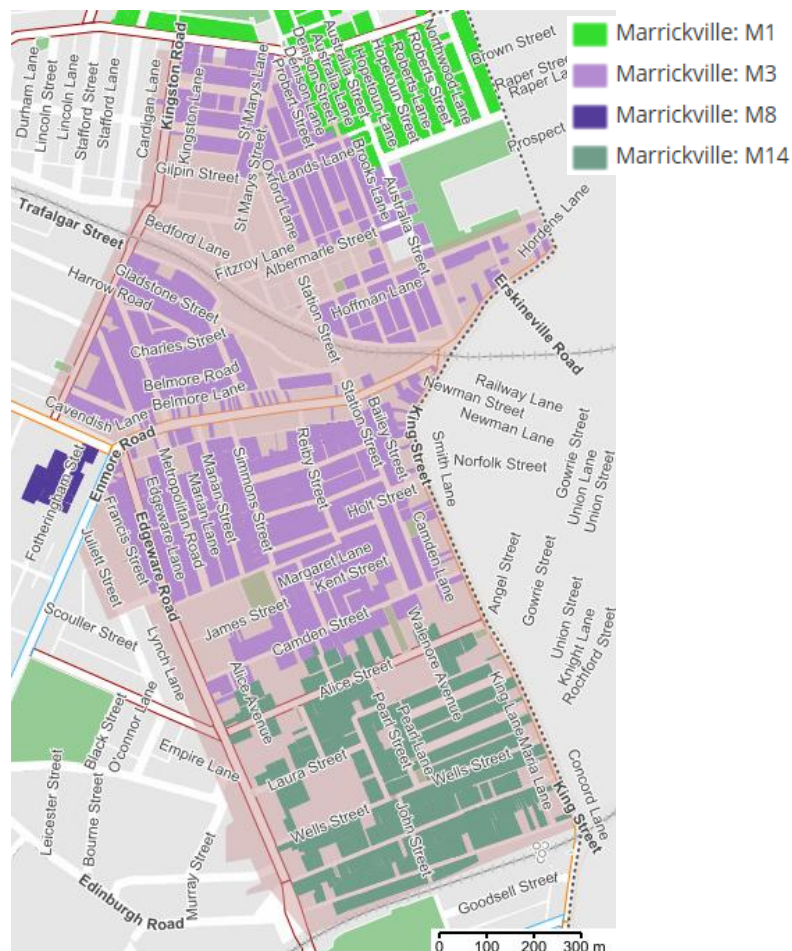 Marrickville: M1
Marrickville: M3
Marrickville: M8
Marrickville: M14
Durham Lane
Lincoln Street
Lincoln Lane
Stafford Street
Stafford Lane
Cardigan Lane
Kingston Road
Kingston Lane
St Marys Lane
St Marys Street
Probert Street
Denison Lane
Denison Street
Australia Lane
Australia Street
Hopetoun Lane
Hopetoun Street
Roberts Lane
Roberts Street
Northwood Lane
Brown Street
Raper Stree
Raper La
Prospect
Gilpin Street
Oxford Lane
Lands Lane
Brooks Lane
Australia Street
Trafalgar Street
Bedford Lane
Fitzroy Lane
Albermarle Street
Hordens Lane
Harrow Road
Gladstone Street
Station Street
Hoffman Lane
Erskineville Road
Charles Street
Belmore Road
Belmore Lane
Cavendish Lane
Station Street
Bailey Street
King Street
Newman Street
Railway Lane
Newman Lane
Norfolk Street
Smith Lane
Gowrie Street
Union Lane
Union Street
Enmore Road
Fotheringham Stet
Francis Street
Juliett Street
Edgeware Road
Edgeware Lane
Metropolitan Road
Marian Lane
Marian Street
Simmons Street
Reiby Street
Holt Street
Camden Lane
Margaret Lane
Kent Street
Angel Street
Gowrie Street
Union Street
Knight Lane
Rochford Street
Scouller Street
Lynch Lane
James Street
Camden Street
Alice Avenue
Alice Street
Walenore Avenue
Black Street
O'connor Lane
Empire Lane
Pearl Street
Pearl Lane
King Lane
Maria Lane
Laura Street
Wells Street
Wells Street
John Street
Leicester Street
Bourne Street
Murray Street
Edinburgh Road
King Street
Concord Lane
Goodsell Street
0 100 200 300 m